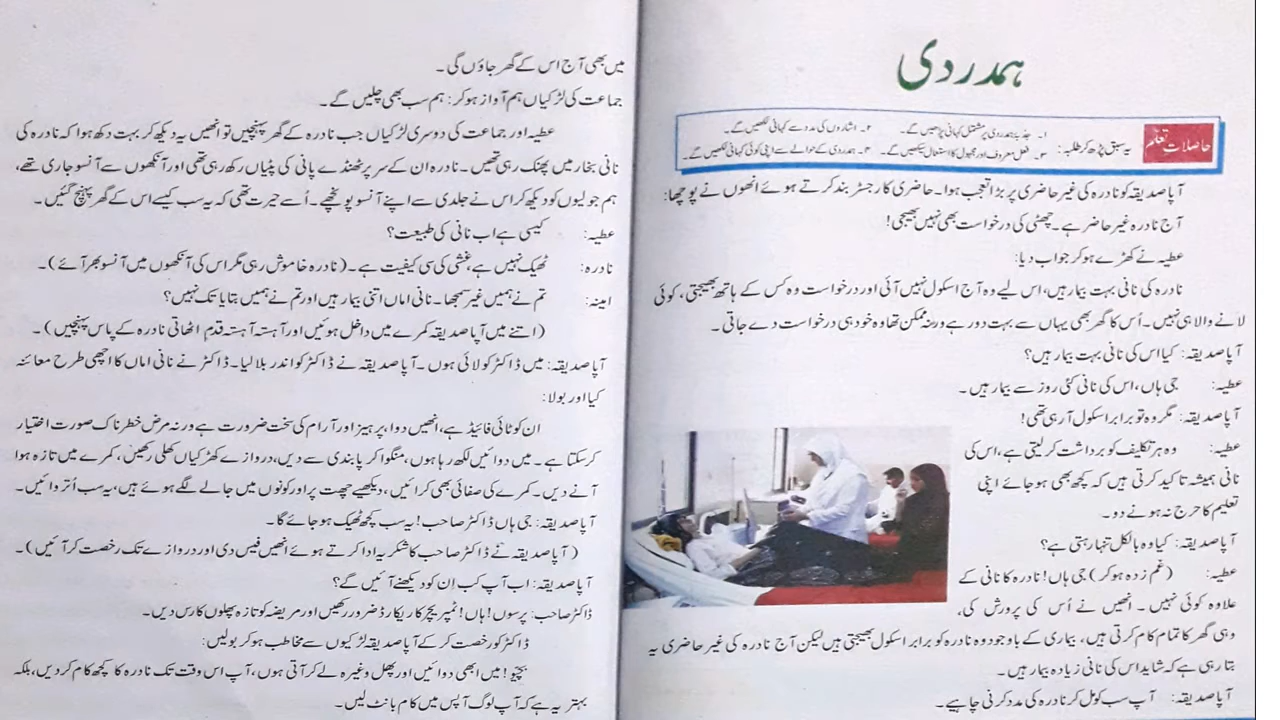 ہمدردی
حاصلاتِ تعلّم
یہ سبق پڑھ کر طلبہ:
۱۔ جذبۂ ہمدردی پر مشتمل کہانی پڑھیں گے۔ ۲۔ اشاروں کی مدد سے کہانی لکھیں گے۔
۳۔ فعل معروف اور مجہول کا استعمال سیکھیں گے۔ ۴۔ ہمدردی کے حوالے سے اپنی کوئی کہانی لکھیں گے۔
آپا صدیقہ کو نادرہ کی غیر حاضری پر بڑا تعجب ہوا۔ حاضری کا رجسٹر بند کرتے ہوئے انھوں نے پوچھا:
آج نادرہ غیر حاضر ہے۔ چھٹی کی درخواست بھی نہیں بھیجی!
عطیہ نے کھڑے ہوکر جواب دیا:
نادرہ کی نانی بہت بیمار ہیں، اس لیے وہ آج اسکول نہیں آئی اور درخواست وہ کس کے ہاتھ بھیجتی، کوئی
لانے والا ہی نہیں۔ اُس کا گھر بھی یہاں سے بہت دور ہے ورنہ ممکن تھا وہ خود ہی درخواست دے جاتی۔
آپا صدیقہ: کیا اس کی نانی بہت بیمار ہیں؟
عطیہ: جی ہاں، اس کی نانی کئی روز سے بیمار ہیں۔
آپا صدیقہ: مگر وہ تو برابر اسکول آرہی تھی!
عطیہ: وہ ہر تکلیف کو برداشت کرلیتی ہے، اس کی
نانی ہمیشہ تاکید کرتی ہیں کہ کچھ بھی ہوجائے اپنی
تعلیم کا حرج نہ ہونے دو۔
آپا صدیقہ: کیا وہ بالکل تنہا رہتی ہے؟
عطیہ: (غم زدہ ہوکر) جی ہاں! نادرہ کا نانی کے
علاوہ کوئی نہیں۔ انھیں نے اُس کی پرورش کی۔
وہی گھر کا تمام کام کرتی ہیں، بیماری کے باوجود وہ نادرہ کو برابر اسکول بھیجتی ہیں لیکن آج نادرہ کی غیر حاضری یہ
بتا رہی ہے کہ شاید اس کی نانی زیادہ بیمار ہیں۔
آپا صدیقہ: آپ سب کو مل کر نادرہ کی مدد کرنی چاہیے۔
میں بھی آج اس کے گھر جاؤں گی۔
جماعت کی لڑکیاں ہم آواز ہوکر: ہم سب بھی چلیں گے۔
عطیہ اور جماعت کی دوسری لڑکیاں جب نادرہ کے گھر پہنچیں تو انھیں یہ دیکھ کر بہت دکھ ہوا کہ نادرہ کی
نانی بخار میں پھنک رہی تھیں۔ نادرہ ان کے سر پر ٹھنڈے پانی کی پٹیاں رکھ رہی تھی اور آنکھوں سے آنسو جاری تھے،
ہم جولیوں کو دیکھ کر اس نے جلدی سے اپنے آنسو پونچھے۔ اُسے حیرت تھی کہ یہ سب کیسے اس کے گھر پہنچ گئیں۔
عطیہ: کیسی ہے اب نانی کی طبیعت؟
نادرہ: ٹھیک نہیں ہے، غشی کی سی کیفیت ہے۔ (نادرہ خاموش رہی مگر اس کی آنکھوں میں آنسو بھر آئے)۔
امینہ: تم نے ہمیں غیر سمجھا۔ نانی اماں اتنی بیمار ہیں اور تم نے ہمیں بتایا تک نہیں؟
(اتنے میں آپا صدیقہ کمرے میں داخل ہوئیں اور آہستہ آہستہ قدم اٹھاتی نادرہ کے پاس پہنچیں)۔
آپا صدیقہ: میں ڈاکٹر کو لائی ہوں۔ آپا صدیقہ نے ڈاکٹر کو اندر بلا لیا۔ ڈاکٹر نے نانی اماں کا اچھی طرح معائنہ
کیا اور بولا:
ان کو ٹائی فائیڈ ہے، انھیں دوا، پرہیز اور آرام کی سخت ضرورت ہے ورنہ مرض خطرناک صورت اختیار
کرسکتا ہے۔ میں دوائیں لکھ رہا ہوں، منگوا کر پابندی سے دیں، دروازے کھڑکیاں کھلی رکھیں، کمرے میں تازہ ہوا
آنے دیں۔ کمرے کی صفائی بھی کرائیں، دیکھیے چھت پر اور کونوں میں جالے لگے ہوئے ہیں، یہ سب اُتروائیں۔
آپا صدیقہ: جی ہاں ڈاکٹر صاحب! یہ سب کچھ ٹھیک ہوجائے گا۔
(آپا صدیقہ نے ڈاکٹر صاحب کا شکریہ ادا کرتے ہوئے انھیں فیس دی اور دروازے تک رخصت کر آئیں)۔
آپا صدیقہ: اب آپ کب اِن کو دیکھنے آئیں گے؟
ڈاکٹر صاحب: پرسوں! ہاں! ٹمپریچر کا ریکارڈ ضرور رکھیں اور مریضہ کو تازہ پھلوں کا رس دیں۔
ڈاکٹر کو رخصت کرکے آپا صدیقہ لڑکیوں سے مخاطب ہوکر بولیں:
بچیو! میں ابھی دوائیں اور پھل وغیرہ لے کر آتی ہوں، آپ اس وقت تک نادرہ کا کچھ کام کردیں، بلکہ
بہتر یہ ہے کہ آپ لوگ آپس میں کام بانٹ لیں۔